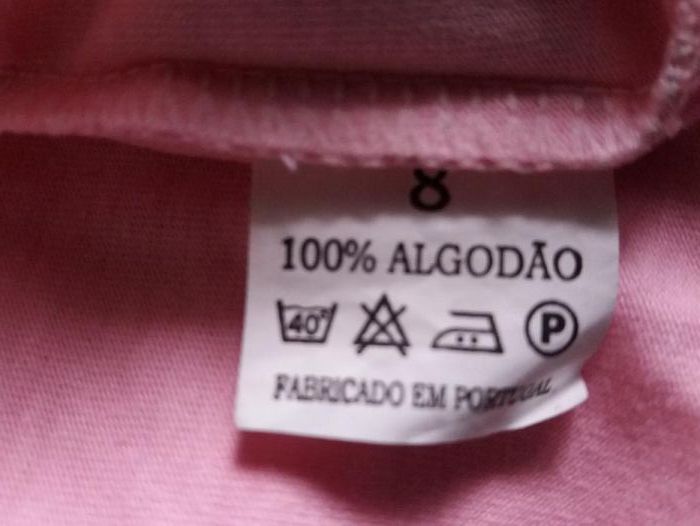 8
100% ALGODÃO
40° P
FABRICADO EM PORTUGAL